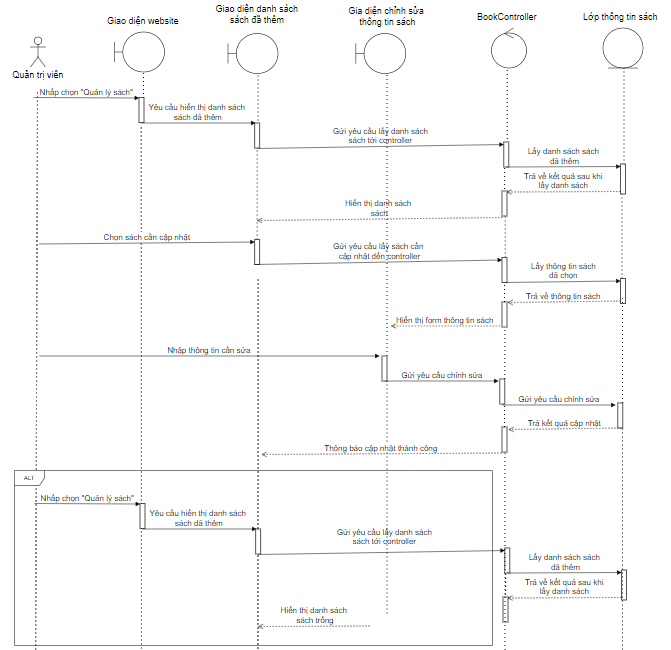 Giao diện website
Giao diện danh sách
sách đã thêm
Gia diện chỉnh sửa
thông tin sách
BookController
Lớp thông tin sách
Quản trị viên
Nhấp chọn "Quản lý sách"
Yêu cầu hiển thị danh sách
sách đã thêm
Gửi yêu cầu lấy danh sách
sách tới controller
Lấy danh sách sách
đã thêm
Trả về kết quả sau khi
lấy danh sách
Hiển thị danh sách
sách
Chọn sách cần cập nhật
Gửi yêu cầu lấy sách cần
cập nhật đến controller
Lấy thông tin sách
đã chọn
Trả về thông tin sách
Hiển thị form thông tin sách
Nhập thông tin cần sửa
Gửi yêu cầu chỉnh sửa
Gửi yêu cầu chỉnh sửa
Trả kết quả cập nhật
Thông báo cập nhật thành công
ALT
Nhấp chọn "Quản lý sách"
Yêu cầu hiển thị danh sách
sách đã thêm
Gửi yêu cầu lấy danh sách
sách tới controller
Lấy danh sách sách
đã thêm
Trả về kết quả sau khi
lấy danh sách
Hiển thị danh sách
sách trống